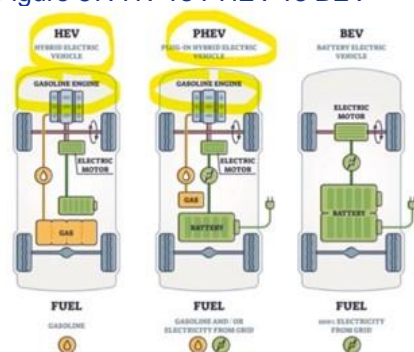 HEV
HYBRID ELECTRIC
VEHICLE
GASOLINE ENGINE
ELECTRIC
MOTOR
GAS
FUEL
GASOLINE
PHEV
PLUG-IN HYBRID ELECTRIC
VEHICLE
GASOLINE ENGINE
ELECTRIC
MOTOR
GAS
BATTERY
FUEL
GASOLINE AND / OR
ELECTRICITY FROM GRID
BEV
BATTERY ELECTRIC
VEHICLE
ELECTRIC
MOTOR
BATTERY
FUEL
100% ELECTRICITY
FROM GRID